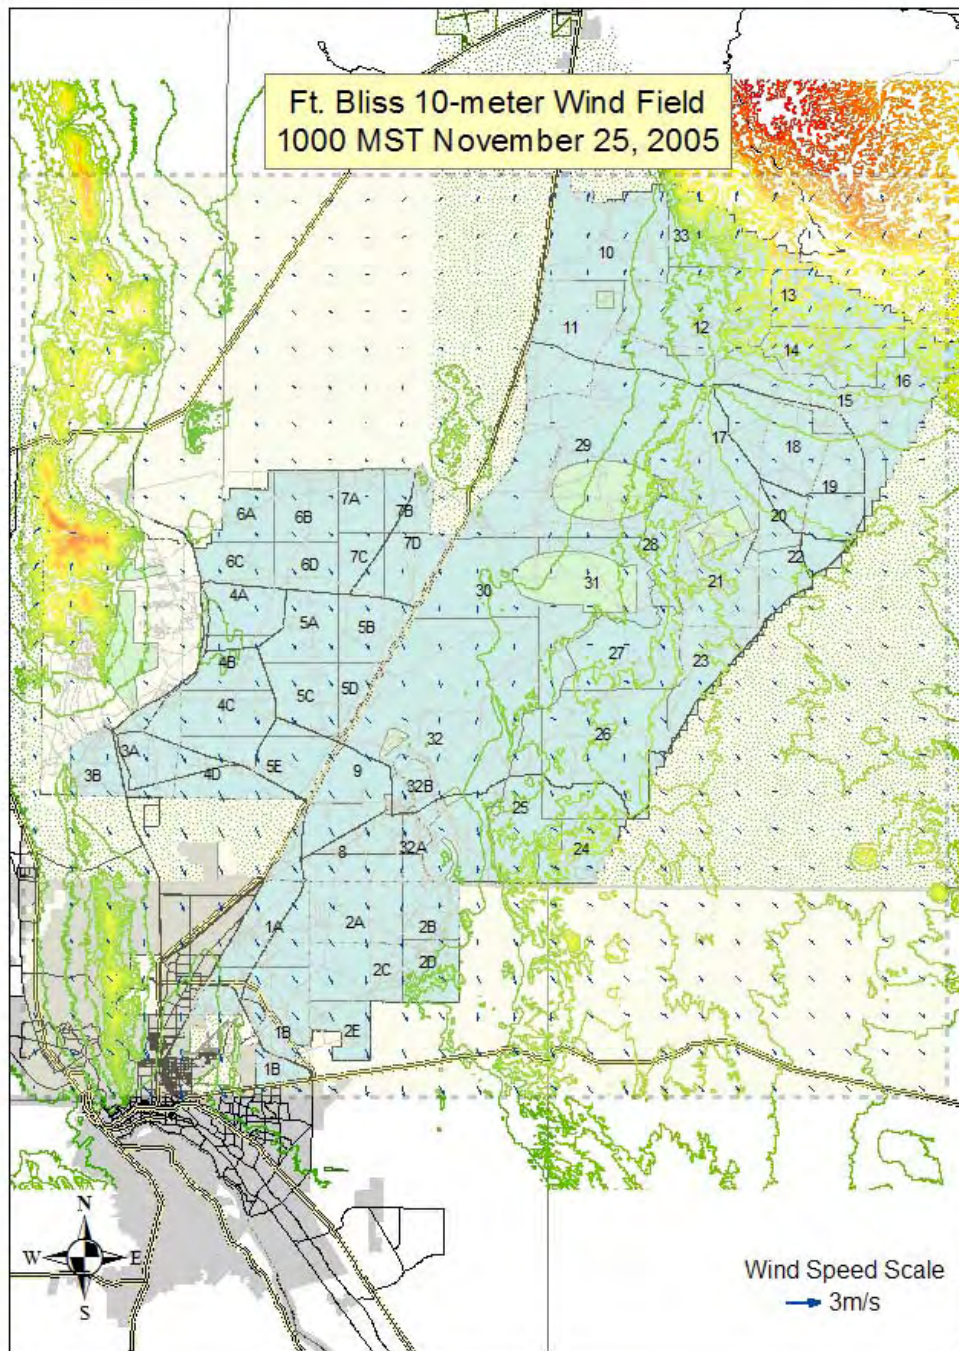 Ft. Bliss 10-meter Wind Field
1000 MST November 25, 2005
10
33
13
11
12
14
16
15
29
17
18
19
7A
6A
6B
7B
20
7C
7D
28
22
6C
6D
21
30
31
4A
5A
5B
4B
27
23
5C
5D
4C
32
26
3A
3B
4D
5E
9
32B
25
8
32A
24
1A
2A
2B
2C
2D
1B
2E
1B
N
W
E
S
Wind Speed Scale
3m/s